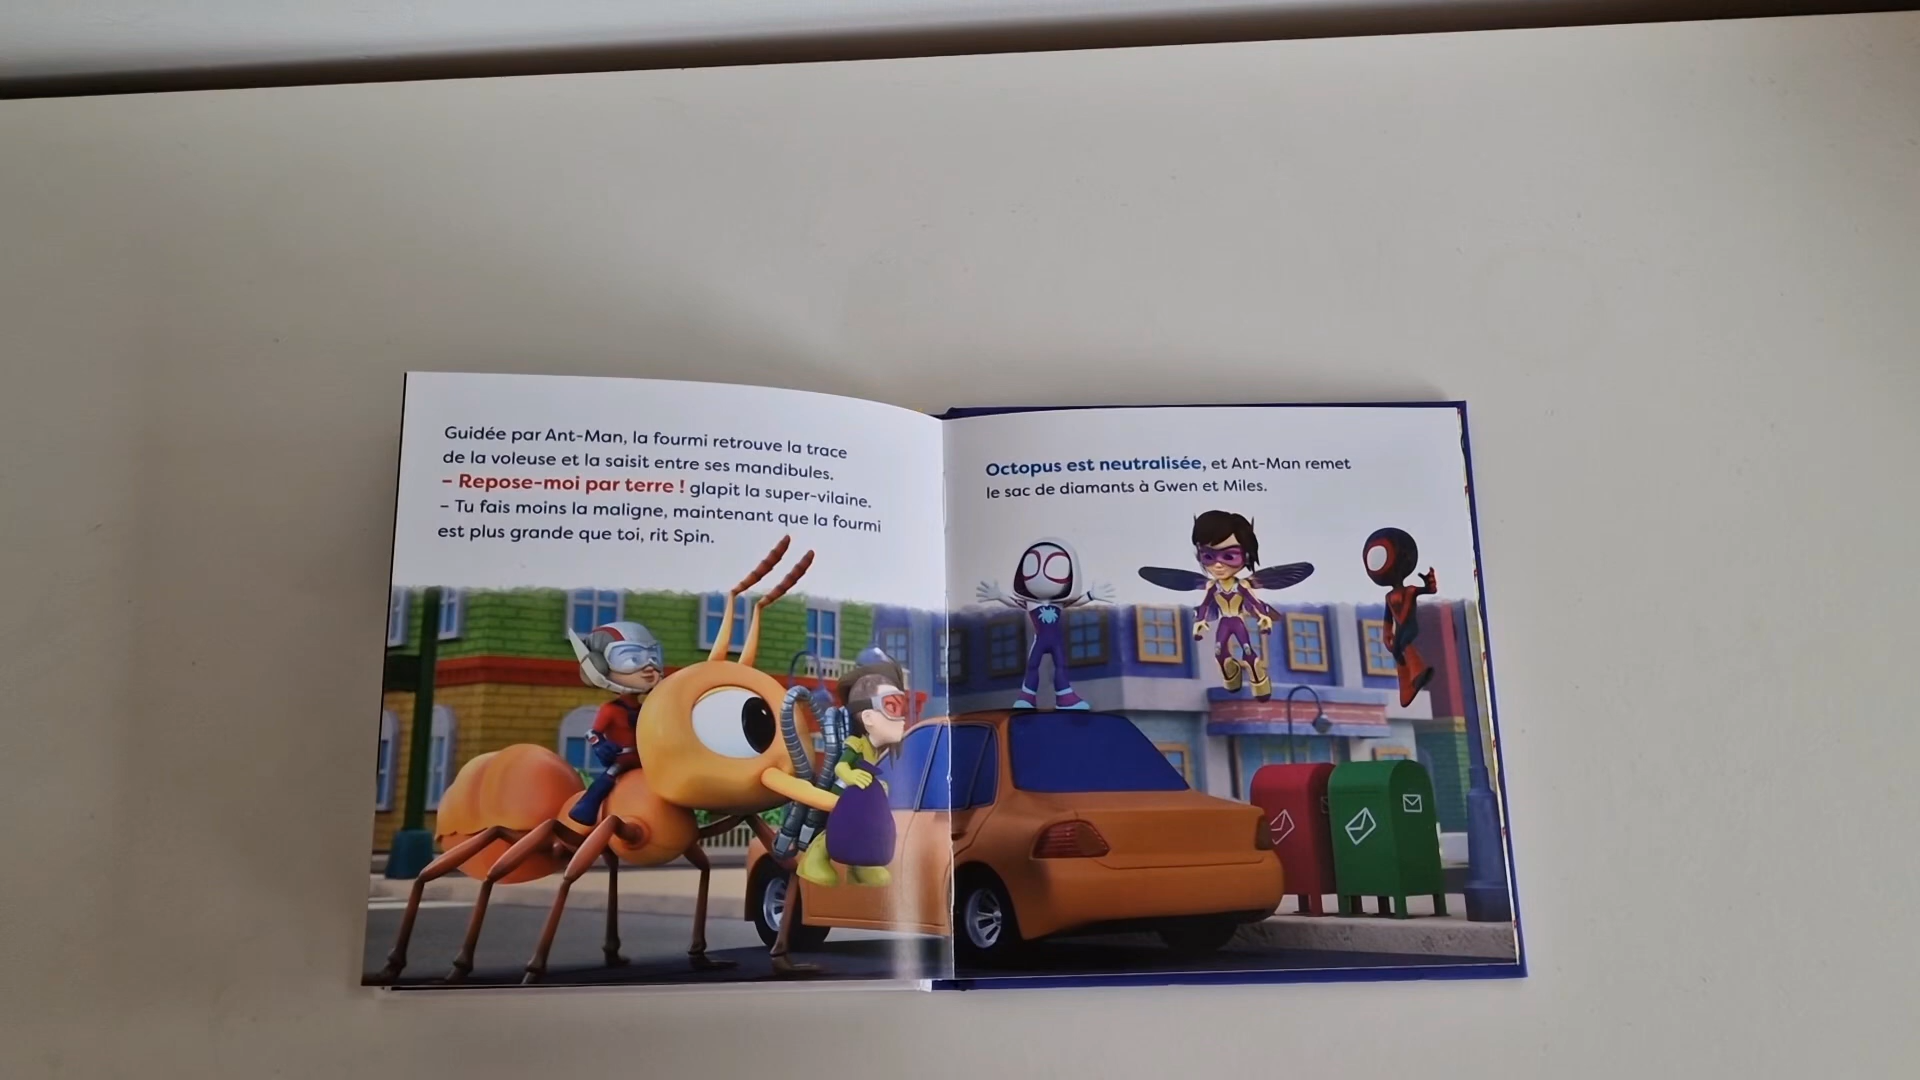 Guidée par Ant-Man, la fourmi retrouve la trace
de la voleuse et la saisit entre ses mandibules.
– Repose-moi par terre ! glapit la super-vilaine.
– Tu fais moins la maligne, maintenant que la fourmi
est plus grande que toi, rit Spin.
Octopus est neutralisée, et Ant-Man remet
le sac de diamants à Gwen et Miles.